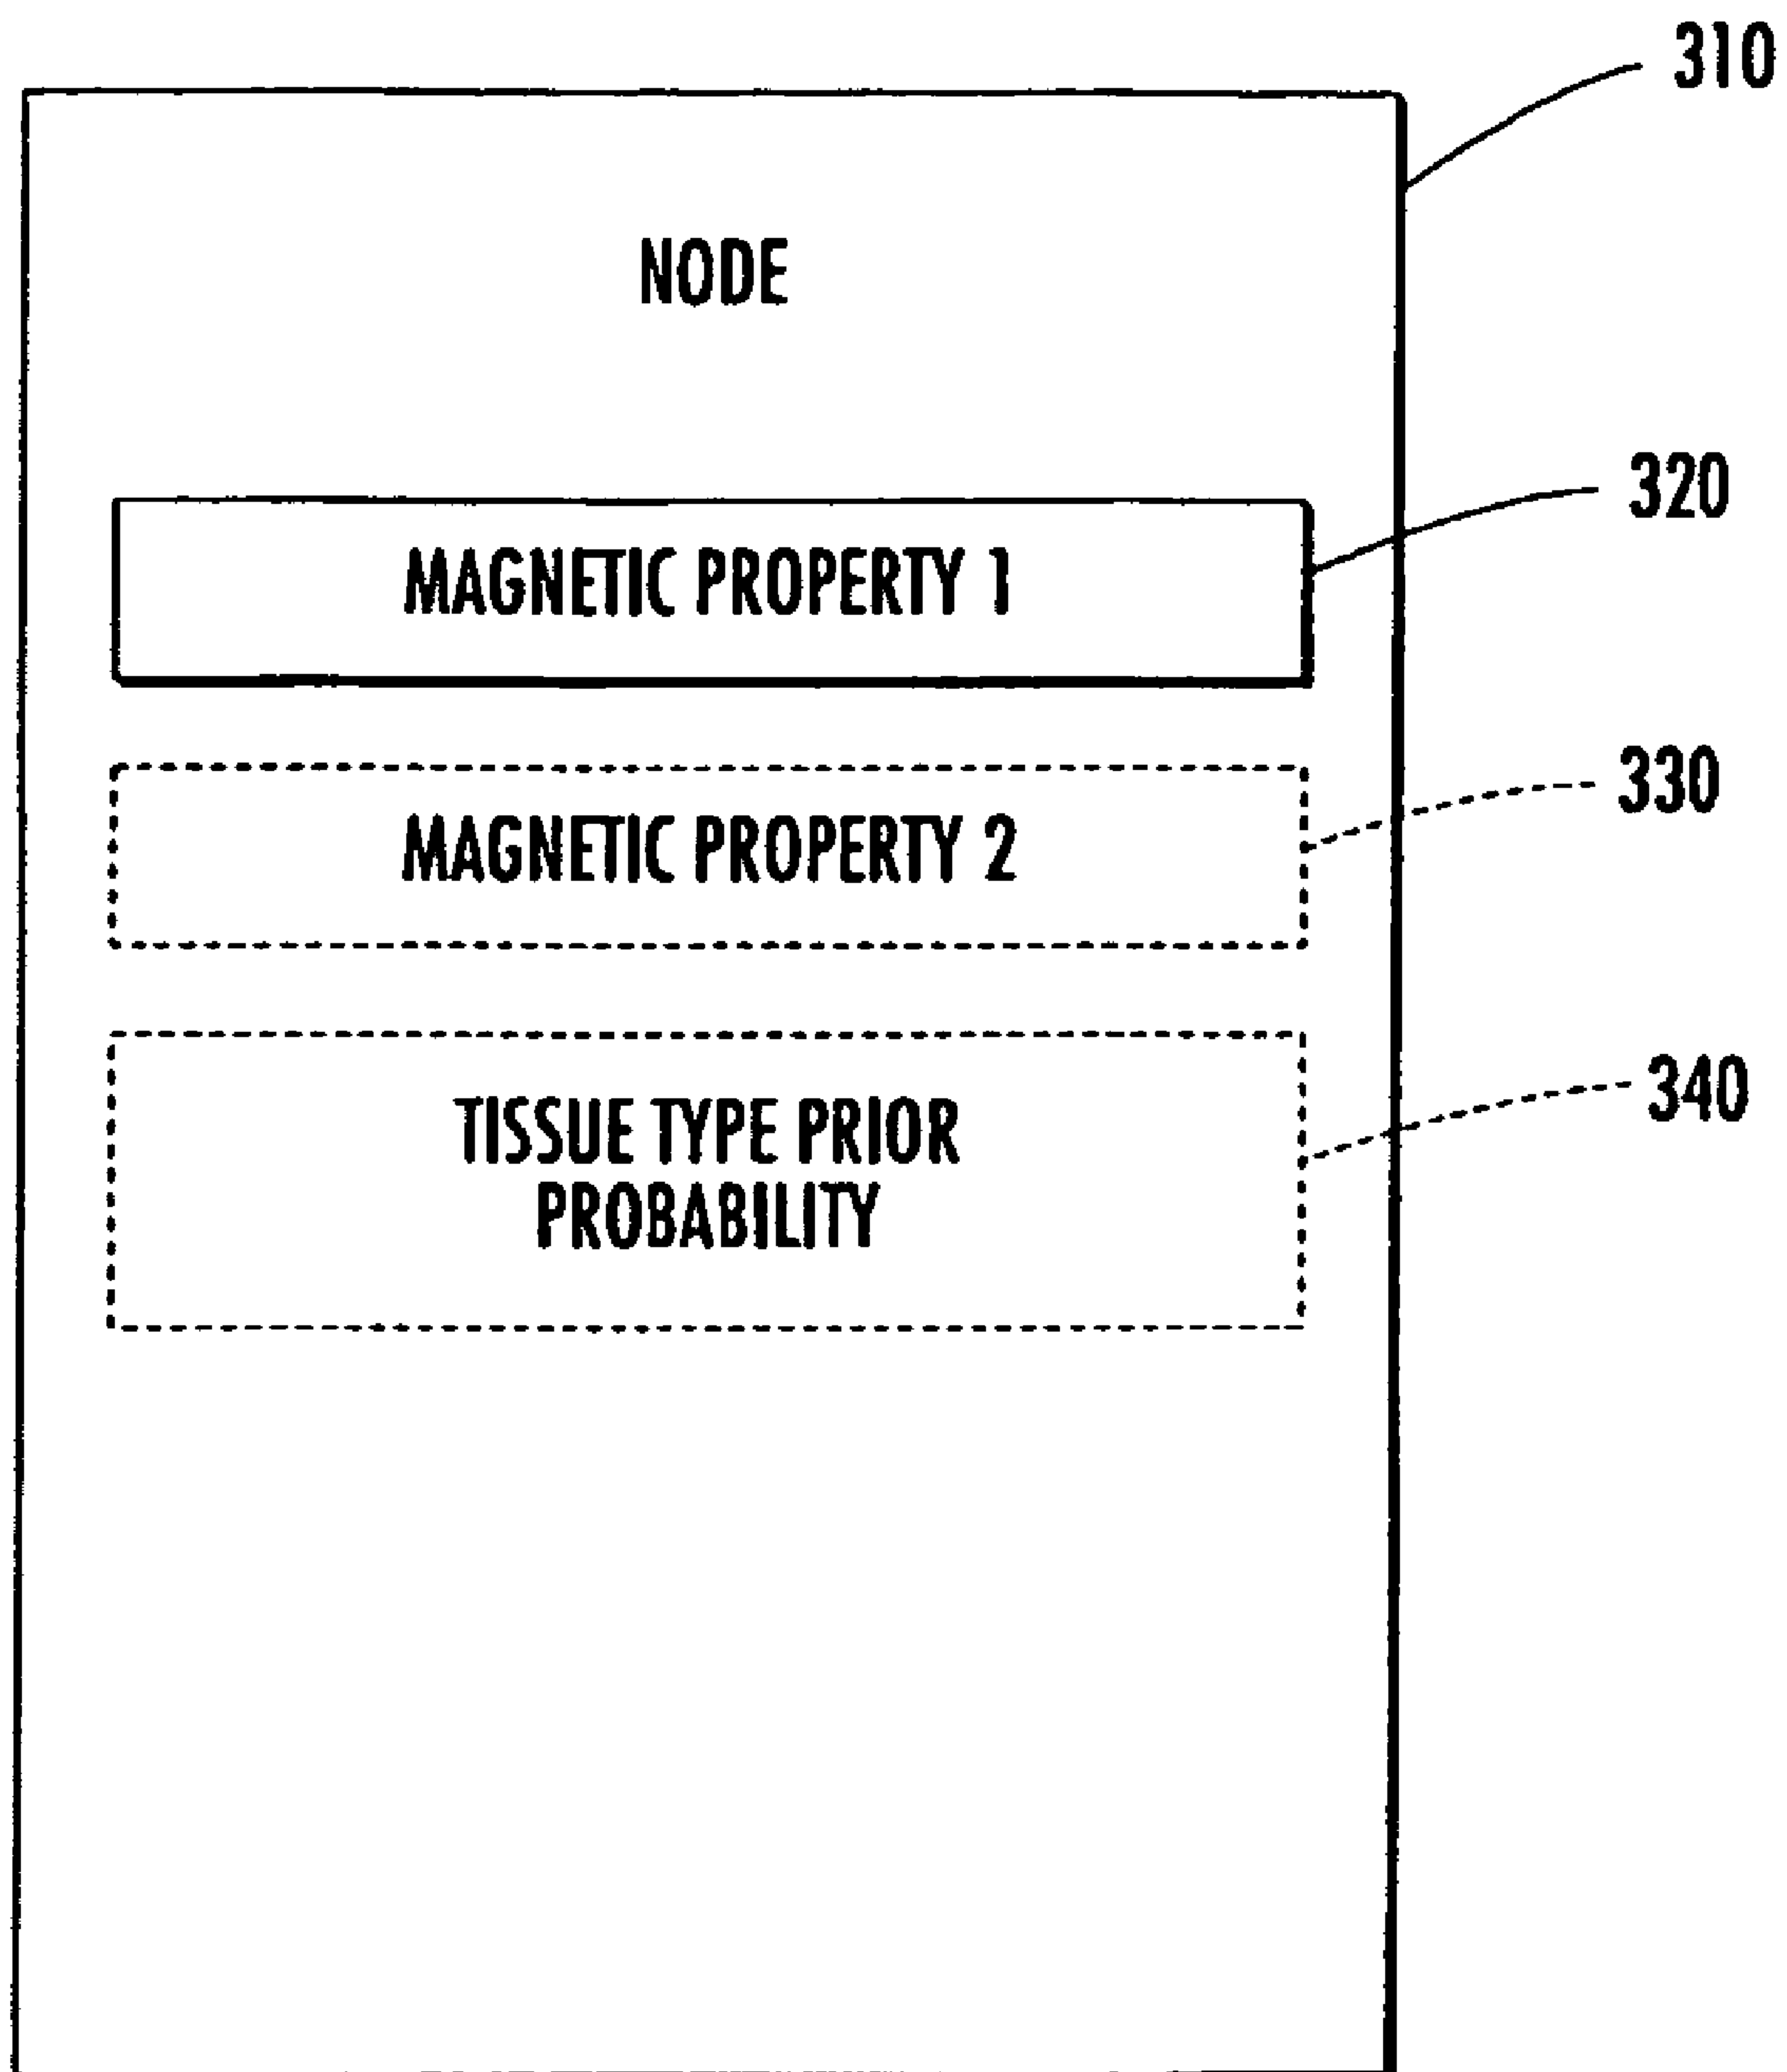 310
NODE
320
MAGNETIC PROPERTY 1
330
MAGNETIC PROPERTY 2
340
TISSUE TYPE PRIOR
PROBABILITY